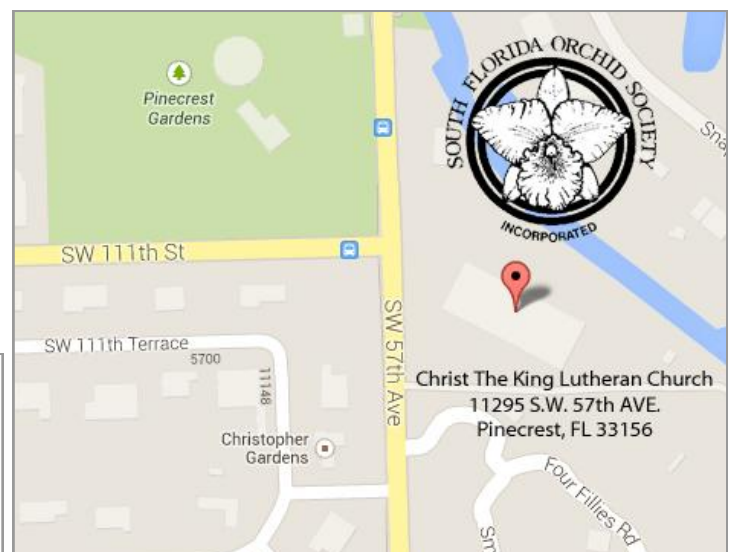 SOUTH FLORIDA ORCHID SOCIETY
INCORPORATED
Pinecrest
Gardens
SW 111th St
SW 57th Ave
SW 111th Terrace
5700
11148
Christopher
Gardens
Christ The King Lutheran Church
11295 S.W. 57th AVE.
Pinecrest, FL 33156
Four Fillies Rd